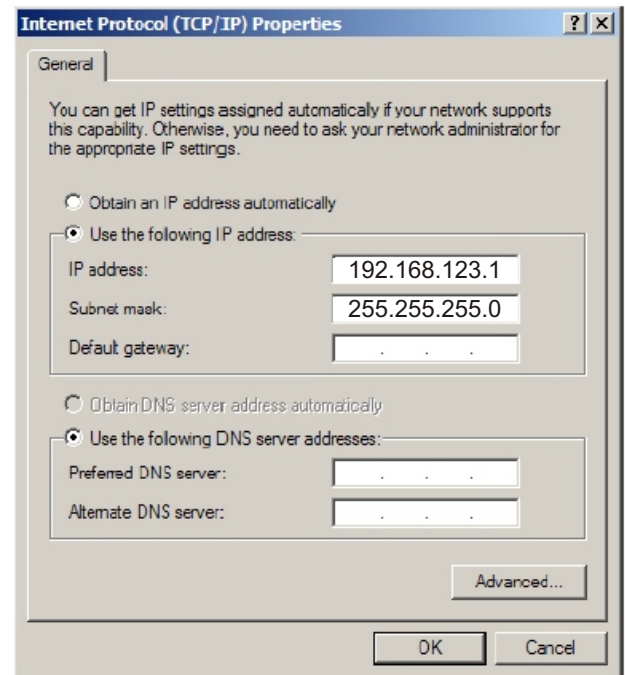 Internet Protocol (TCP/IP) Properties
General
You can get IP settings assigned automatically if your network supports
this capability. Otherwise, you need to ask your network administrator for
the appropriate IP settings.
Obtain an IP address automatically
Use the following IP address:
IP address: 192.168.123.1
Subnet mask: 255.255.255.0
Default gateway: . . .
Obtain DNS server address automatically
Use the following DNS server addresses:
Preferred DNS server: . . .
Alternate DNS server: . . .
Advanced...
OK Cancel